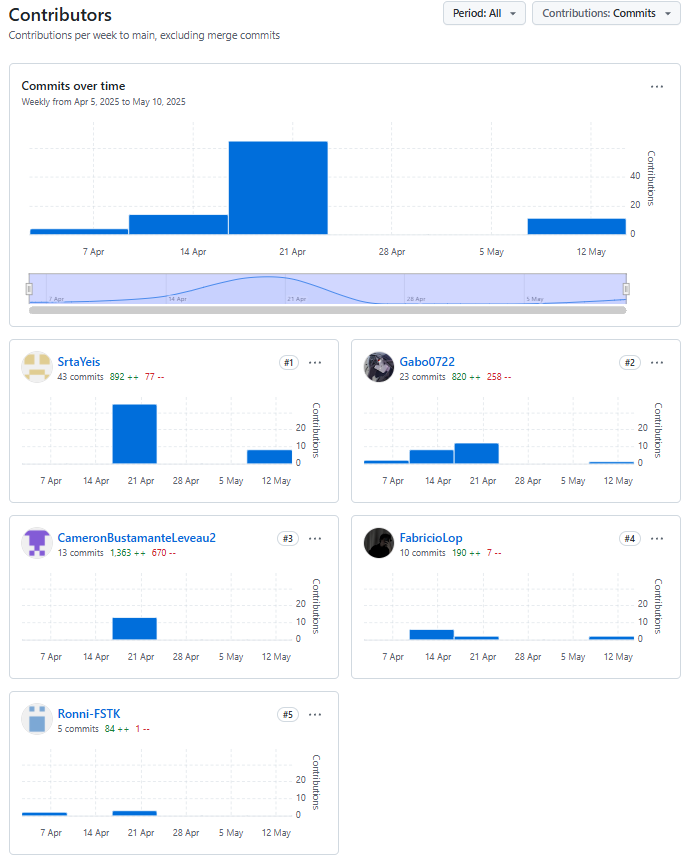 Contributors
Period: All
Contributions: Commits
Contributions per week to main, excluding merge commits
Commits over time
Weekly from Apr 5, 2025 to May 10, 2025
40
20
0
Contributions
7 Apr 14 Apr 21 Apr 28 Apr 5 May 12 May
7 Apr 14 Apr 21 Apr 28 Apr 5 May
SrtaYeis #1
43 commits 892 ++ 77 --
20
10
0
Contributions
7 Apr 14 Apr 21 Apr 28 Apr 5 May 12 May
Gabo0722 #2
23 commits 820 ++ 258 --
20
10
0
Contributions
7 Apr 14 Apr 21 Apr 28 Apr 5 May 12 May
CameronBustamanteLeveau2 #3
13 commits 1,363 ++ 670 --
20
10
0
Contributions
7 Apr 14 Apr 21 Apr 28 Apr 5 May 12 May
FabricioLop #4
10 commits 190 ++ 7 --
20
10
0
Contributions
7 Apr 14 Apr 21 Apr 28 Apr 5 May 12 May
Ronni-FSTK #5
5 commits 84 ++ 1 --
20
10
0
Contributions
7 Apr 14 Apr 21 Apr 28 Apr 5 May 12 May